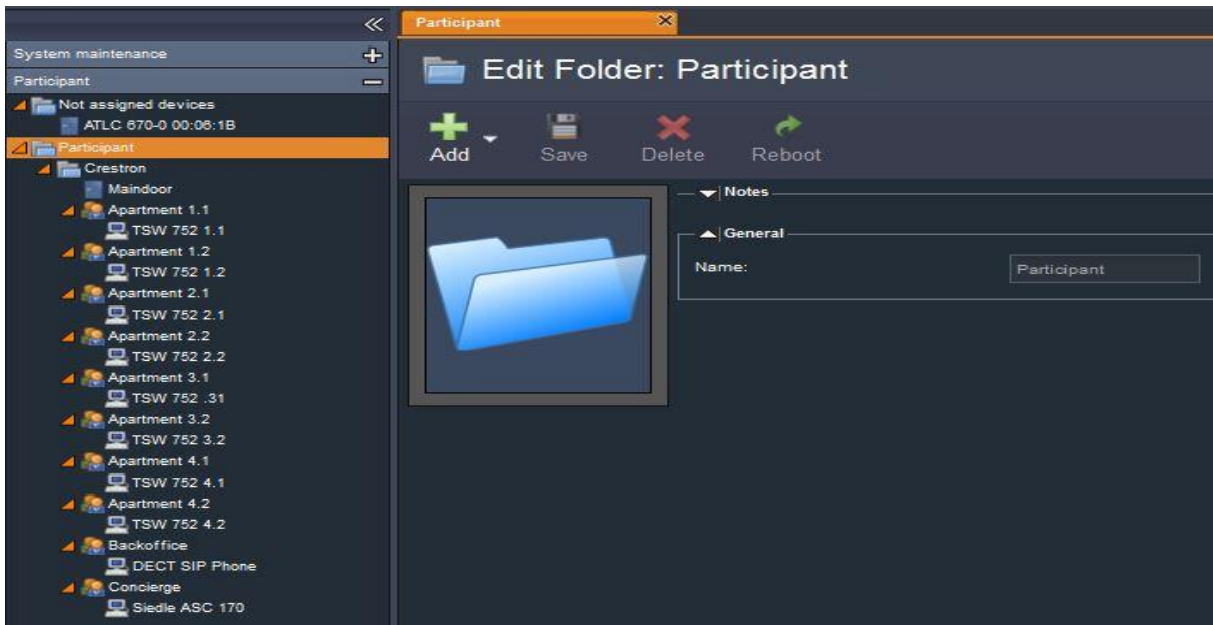 System maintenance
Participant
Not assigned devices
ATLC 670-0 00:06:1B
Participant
Crestron
Maindoor
Apartment 1.1
TSW 752 1.1
Apartment 1.2
TSW 752 1.2
Apartment 2.1
TSW 752 2.1
Apartment 2.2
TSW 752 2.2
Apartment 3.1
TSW 752 .31
Apartment 3.2
TSW 752 3.2
Apartment 4.1
TSW 752 4.1
Apartment 4.2
TSW 752 4.2
Backoffice
DECT SIP Phone
Concierge
Siedle ASC 170
Participant
Edit Folder: Participant
Add Save Delete Reboot
Notes
General
Name: Participant